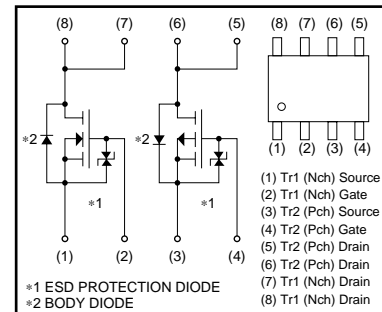 (8) (7) (6) (5)
(8) (7) (6) (5)
∗2 ∗2
∗1 ∗1
(1) (2) (3) (4)
(1) (2) (3) (4)
(1) Tr1 (Nch) Source
(2) Tr1 (Nch) Gate
(3) Tr2 (Pch) Source
(4) Tr2 (Pch) Gate
(5) Tr2 (Pch) Drain
(6) Tr2 (Pch) Drain
(7) Tr1 (Nch) Drain
(8) Tr1 (Nch) Drain
∗1 ESD PROTECTION DIODE
∗2 BODY DIODE